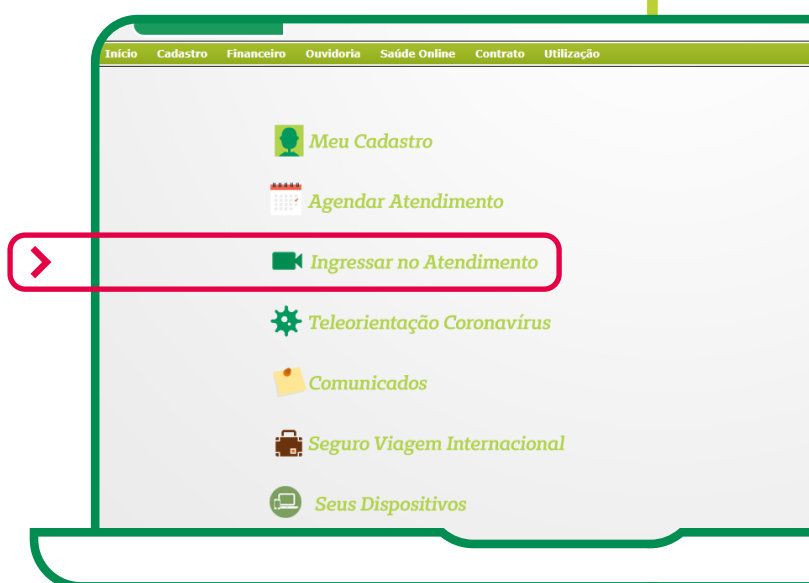 Início Cadastro Financeiro Ouvidoria Saúde Online Contrato Utilização
Meu Cadastro
Agendar Atendimento
Ingressar no Atendimento
Teleorientação Coronavírus
Comunicados
Seguro Viagem Internacional
Seus Dispositivos